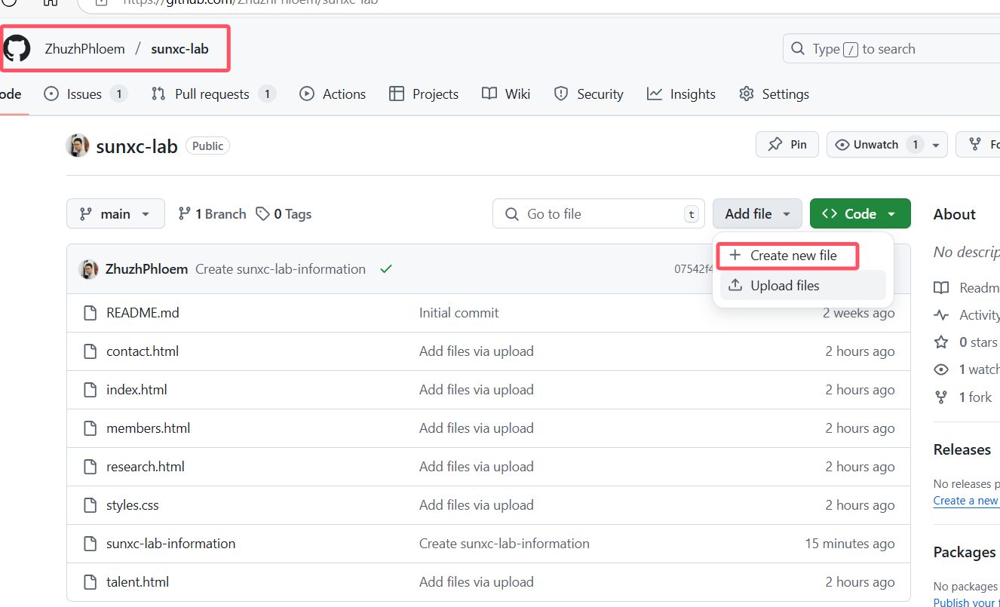 https://github.com/ZhuzhPhloem/sunxc-lab
ZhuzhPhloem / sunxc-lab
Type / to search
ode
Issues 1
Pull requests 1
Actions
Projects
Wiki
Security
Insights
Settings
sunxc-lab Public
Pin
Unwatch 1
Fo
main
1 Branch
0 Tags
Go to file t
Add file
Code
About
Create new file
Upload files
No descrip
ZhuzhPhloem Create sunxc-lab-information 07542f4
README.md Initial commit 2 weeks ago
contact.html Add files via upload 2 hours ago
index.html Add files via upload 2 hours ago
members.html Add files via upload 2 hours ago
research.html Add files via upload 2 hours ago
styles.css Add files via upload 2 hours ago
sunxc-lab-information Create sunxc-lab-information 15 minutes ago
talent.html Add files via upload 2 hours ago
Readm
Activity
0 stars
1 watch
1 fork
Releases
No releases p
Create a new
Packages
No packages
Publish your f